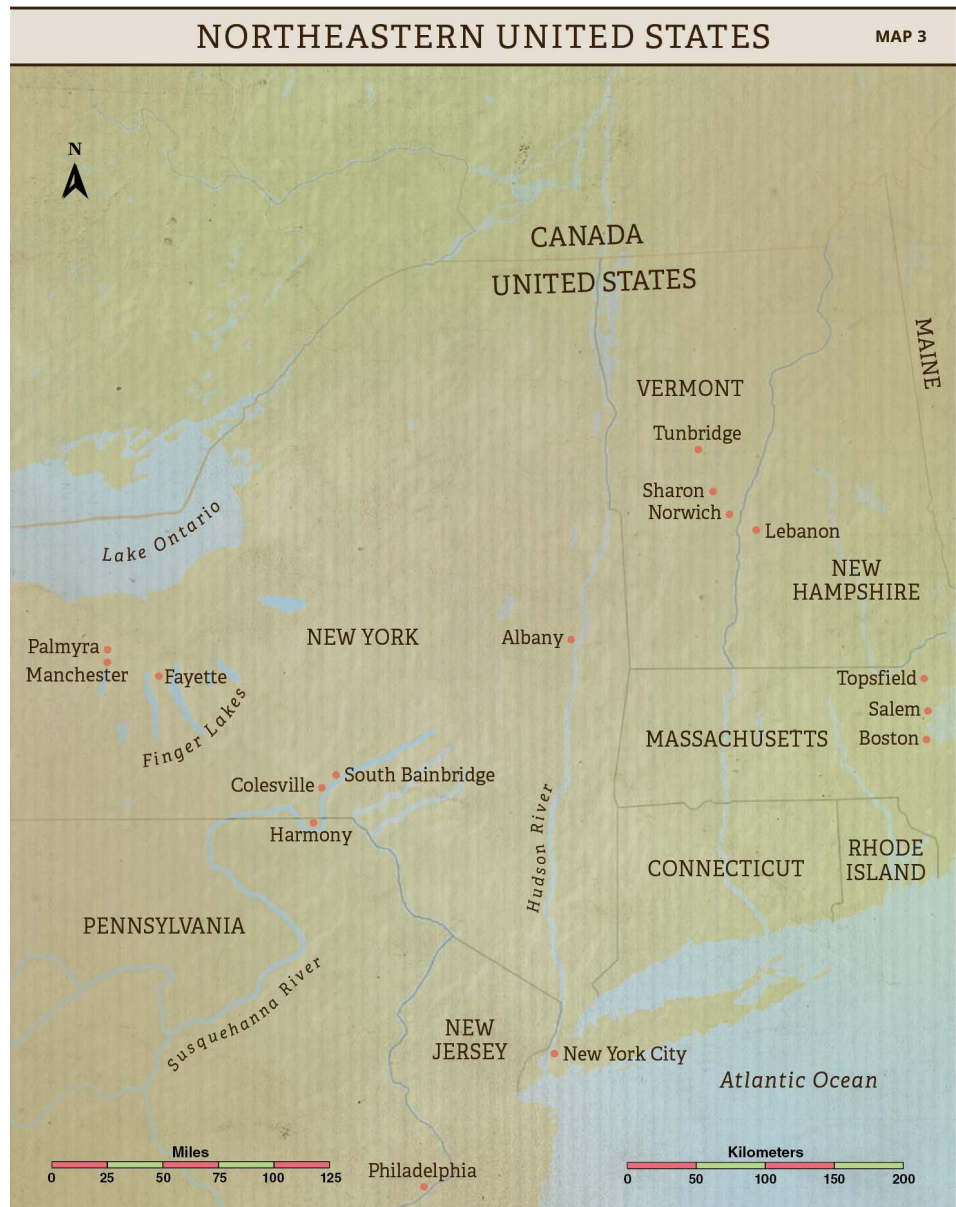 NORTHEASTERN UNITED STATES
MAP 3
N
CANADA
UNITED STATES
MAINE
VERMONT
Tunbridge
Sharon
Norwich
Lebanon
Lake Ontario
NEW
HAMPSHIRE
NEW YORK
Albany
Palmyra
Manchester
Fayette
Finger Lakes
Topsfield
Salem
MASSACHUSETTS
Boston
South Bainbridge
Colesville
Harmony
Hudson River
RHODE
ISLAND
CONNECTICUT
PENNSYLVANIA
Susquehanna River
NEW
JERSEY
New York City
Atlantic Ocean
Miles
0 25 50 75 100 125
Philadelphia
Kilometers
0 50 100 150 200